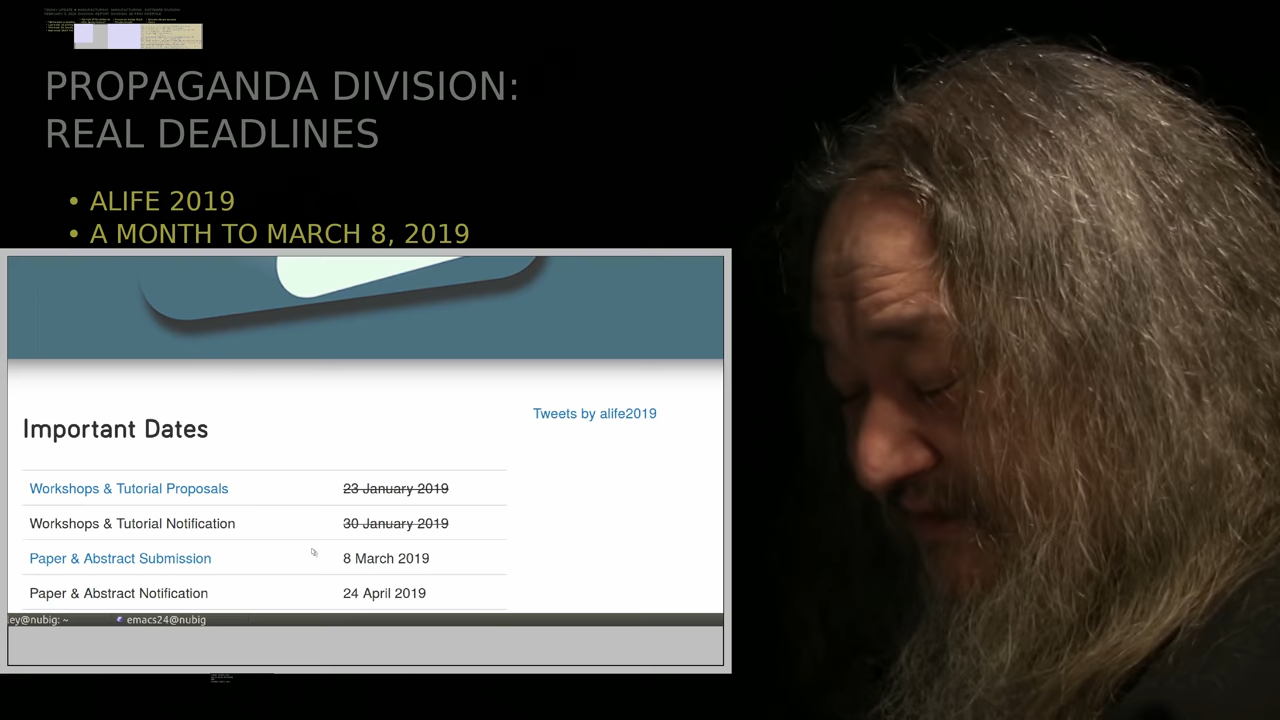 PROPAGANDA DIVISION:
REAL DEADLINES
• ALIFE 2019
• A MONTH TO MARCH 8, 2019
Important Dates
Tweets by alife2019
Workshops & Tutorial Proposals 23 January 2019
Workshops & Tutorial Notification 30 January 2019
Paper & Abstract Submission 8 March 2019
Paper & Abstract Notification 24 April 2019
ley@nubig: ~ emacs24@nubig